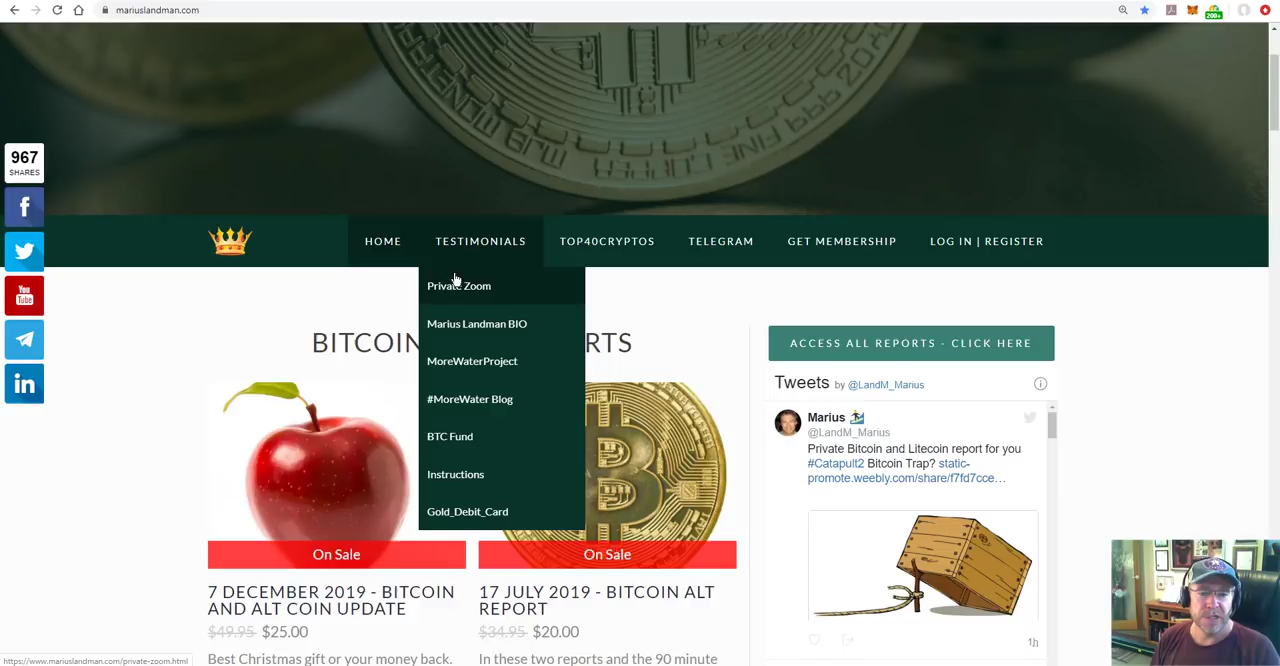 mariuslandman.com
200+
967
SHARES
HOME
TESTIMONIALS
TOP40CRYPTOS
TELEGRAM
GET MEMBERSHIP
LOG IN | REGISTER
Private Zoom
Marius Landman BIO
MoreWaterProject
#MoreWater Blog
BTC Fund
Instructions
Gold_Debit_Card
ACCESS ALL REPORTS - CLICK HERE
Tweets by @LandM_Marius
Marius
@LandM_Marius
Private Bitcoin and Litecoin report for you
#Catapult2 Bitcoin Trap? static-
promote.weebly.com/share/f7fd7cce…
1h
On Sale
On Sale
7 DECEMBER 2019 - BITCOIN
AND ALT COIN UPDATE
$49.95 $25.00
Best Christmas gift or your money back.
17 JULY 2019 - BITCOIN ALT
REPORT
$34.95 $20.00
In these two reports and the 90 minute
https://www.mariuslandman.com/private-zoom.html